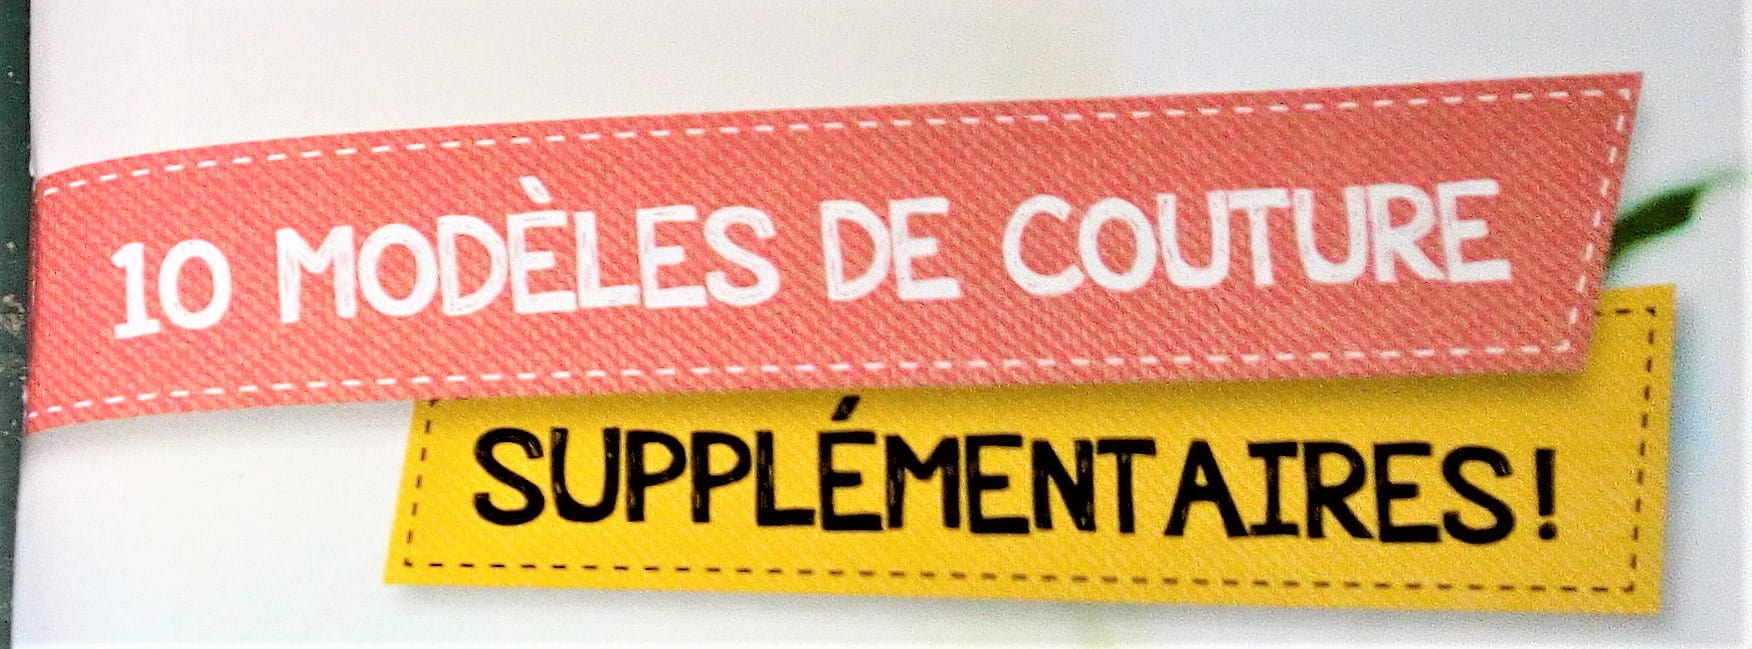 10 MODÈLES DE COUTURE
SUPPLÉMENTAIRES!